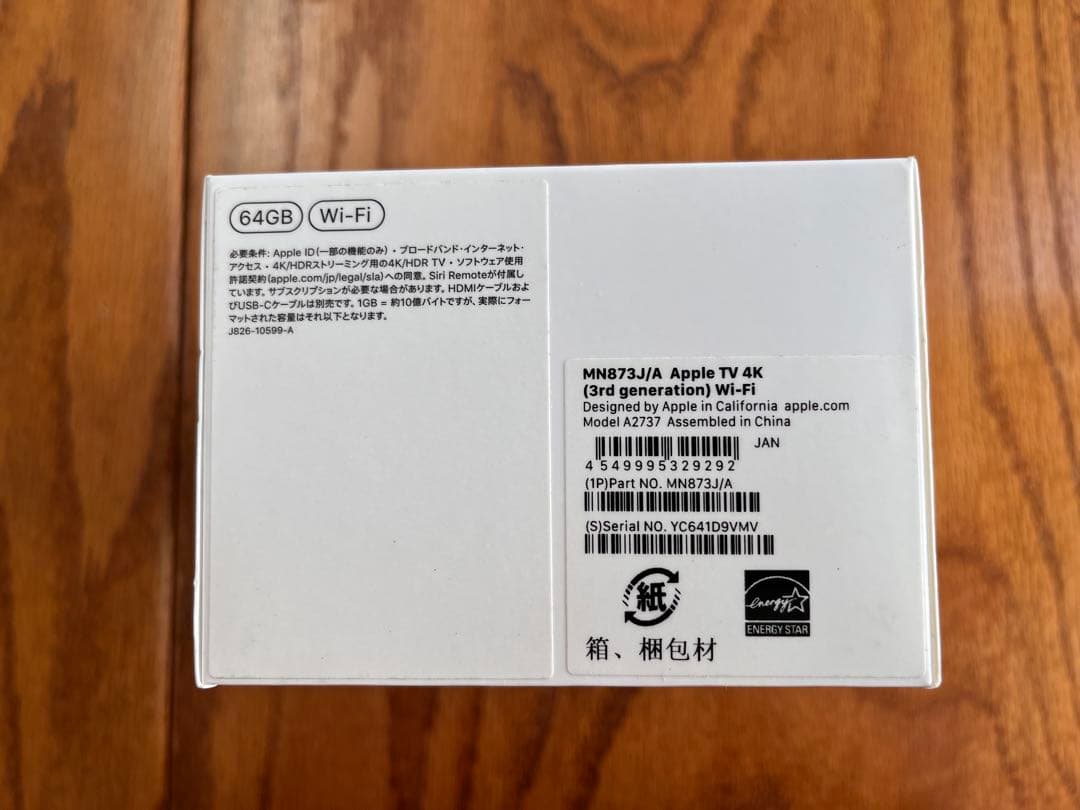 64GB Wi-Fi
必要条件: Apple ID(一部の機能のみ)・ブロードバンド・インターネット・
アクセス・4K/HDRストリーミング用の4K/HDR TV・ソフトウェア使用
許諾契約(apple.com/jp/legal/sla)への同意。Siri Remoteが付属し
ています。サブスクリプションが必要な場合があります。HDMIケーブルおよ
びUSB-Cケーブルは別売です。1GB = 約10億バイトですが、実際にフォー
マットされた容量はそれ以下となります。
J826-10599-A
MN873J/A Apple TV 4K
(3rd generation) Wi-Fi
Designed by Apple in California apple.com
Model A2737 Assembled in China
JAN
4549995329292
(1P)Part NO. MN873J/A
(S)Serial NO. YC641D9VMV
紙
energy
ENERGY STAR
箱、梱包材